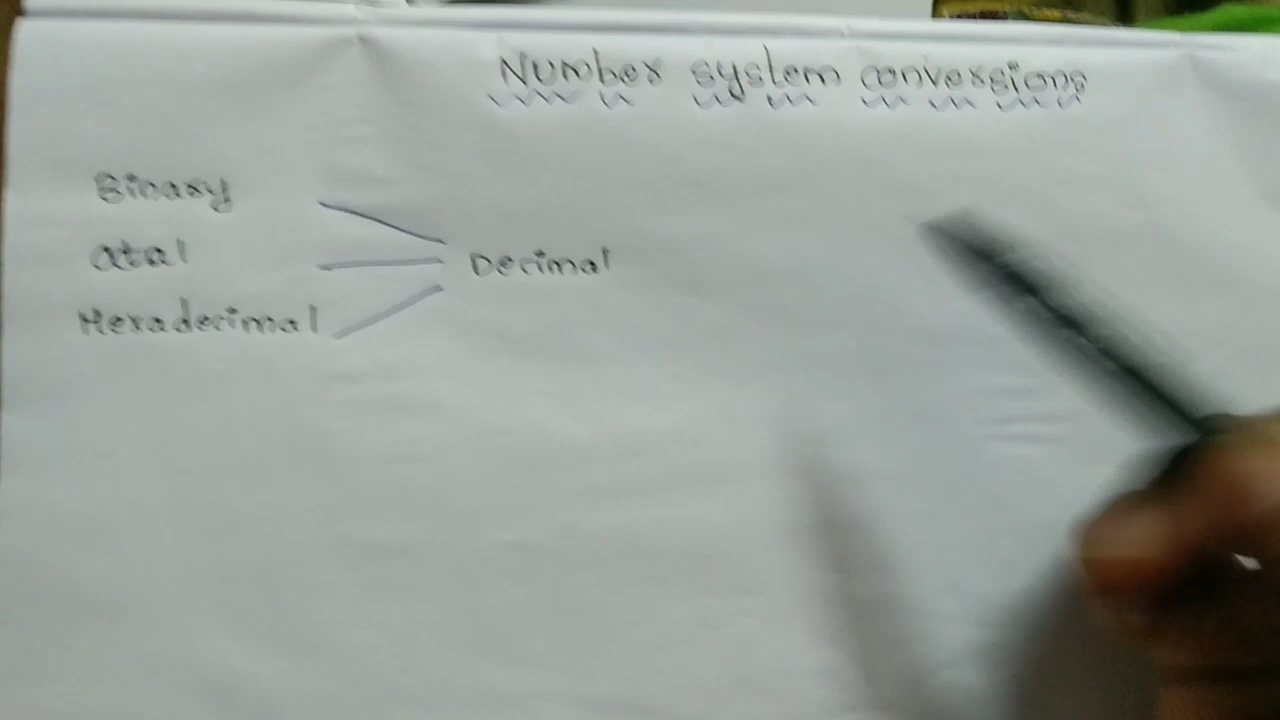 Number system conversions
Binary
Octal
Hexadecimal
Decimal